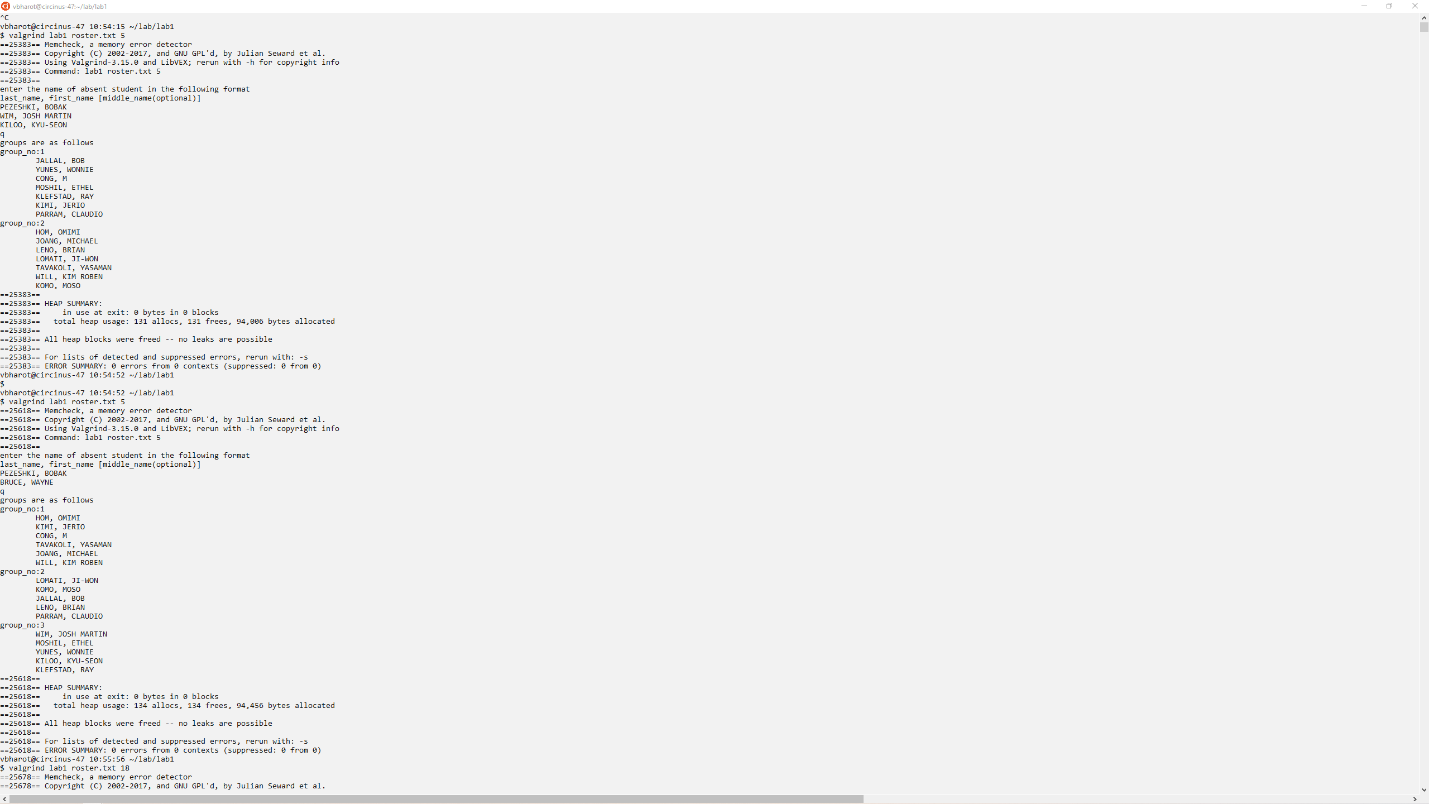 vbharot@circinus-47:~/lab/lab1
^C
vbharot@circinus-47 10:54:15 ~/lab/lab1
$ valgrind lab1 roster.txt 5
==25383== Memcheck, a memory error detector
==25383== Copyright (C) 2002-2017, and GNU GPL'd, by Julian Seward et al.
==25383== Using Valgrind-3.15.0 and LibVEX; rerun with -h for copyright info
==25383== Command: lab1 roster.txt 5
==25383==
enter the name of absent student in the following format
last_name, first_name [middle_name(optional)]
PEZESHKI, BOBAK
WIM, JOSH MARTIN
KILOO, KYU-SEON
q
groups are as follows
group_no:1
JALLAL, BOB
YUNES, WONNIE
CONG, M
MOSHIL, ETHEL
KLEFSTAD, RAY
KIMI, JERIO
PARRAM, CLAUDIO
group_no:2
HOM, OMIMI
JOANG, MICHAEL
LENO, BRIAN
LOMATI, JI-WON
TAVAKOLI, YASAMAN
WILL, KIM ROBEN
KOMO, MOSO
==25383==
==25383== HEAP SUMMARY:
==25383==     in use at exit: 0 bytes in 0 blocks
==25383==   total heap usage: 131 allocs, 131 frees, 94,006 bytes allocated
==25383==
==25383== All heap blocks were freed -- no leaks are possible
==25383==
==25383== For lists of detected and suppressed errors, rerun with: -s
==25383== ERROR SUMMARY: 0 errors from 0 contexts (suppressed: 0 from 0)
vbharot@circinus-47 10:54:52 ~/lab/lab1
$
vbharot@circinus-47 10:54:52 ~/lab/lab1
$ valgrind lab1 roster.txt 5
==25618== Memcheck, a memory error detector
==25618== Copyright (C) 2002-2017, and GNU GPL'd, by Julian Seward et al.
==25618== Using Valgrind-3.15.0 and LibVEX; rerun with -h for copyright info
==25618== Command: lab1 roster.txt 5
==25618==
enter the name of absent student in the following format
last_name, first_name [middle_name(optional)]
PEZESHKI, BOBAK
BRUCE, WAYNE
q
groups are as follows
group_no:1
HOM, OMIMI
KIMI, JERIO
CONG, M
TAVAKOLI, YASAMAN
JOANG, MICHAEL
WILL, KIM ROBEN
group_no:2
LOMATI, JI-WON
KOMO, MOSO
JALLAL, BOB
LENO, BRIAN
PARRAM, CLAUDIO
group_no:3
WIM, JOSH MARTIN
MOSHIL, ETHEL
YUNES, WONNIE
KILOO, KYU-SEON
KLEFSTAD, RAY
==25618==
==25618== HEAP SUMMARY:
==25618==     in use at exit: 0 bytes in 0 blocks
==25618==   total heap usage: 134 allocs, 134 frees, 94,456 bytes allocated
==25618==
==25618== All heap blocks were freed -- no leaks are possible
==25618==
==25618== For lists of detected and suppressed errors, rerun with: -s
==25618== ERROR SUMMARY: 0 errors from 0 contexts (suppressed: 0 from 0)
vbharot@circinus-47 10:55:56 ~/lab/lab1
$ valgrind lab1 roster.txt 18
==25678== Memcheck, a memory error detector
==25678== Copyright (C) 2002-2017, and GNU GPL'd, by Julian Seward et al.